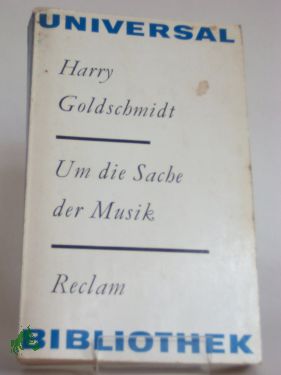 UNIVERSAL
Harry
Goldschmidt
Um die Sache
der Musik
Reclam
BIBLIOTHEK